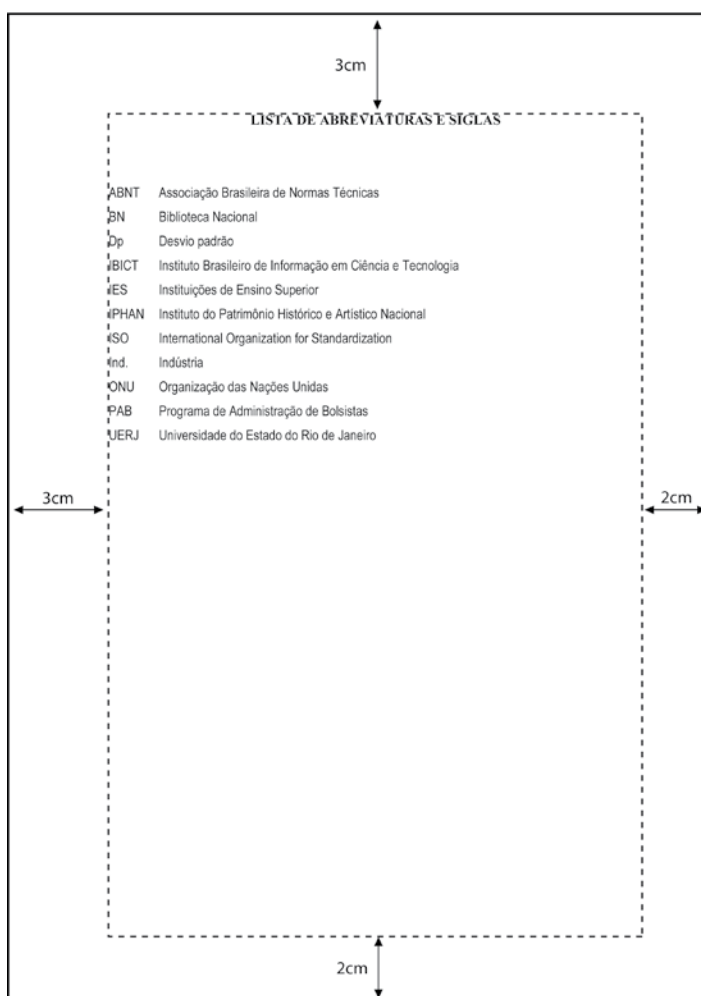 3cm
LISTA DE ABREVIATURAS E SIGLAS
ABNT Associação Brasileira de Normas Técnicas
BN Biblioteca Nacional
Dp Desvio padrão
IBICT Instituto Brasileiro de Informação em Ciência e Tecnologia
IES Instituições de Ensino Superior
IPHAN Instituto do Patrimônio Histórico e Artístico Nacional
ISO International Organization for Standardization
Ind. Indústria
ONU Organização das Nações Unidas
PAB Programa de Administração de Bolsistas
UERJ Universidade do Estado do Rio de Janeiro
3cm
2cm
2cm